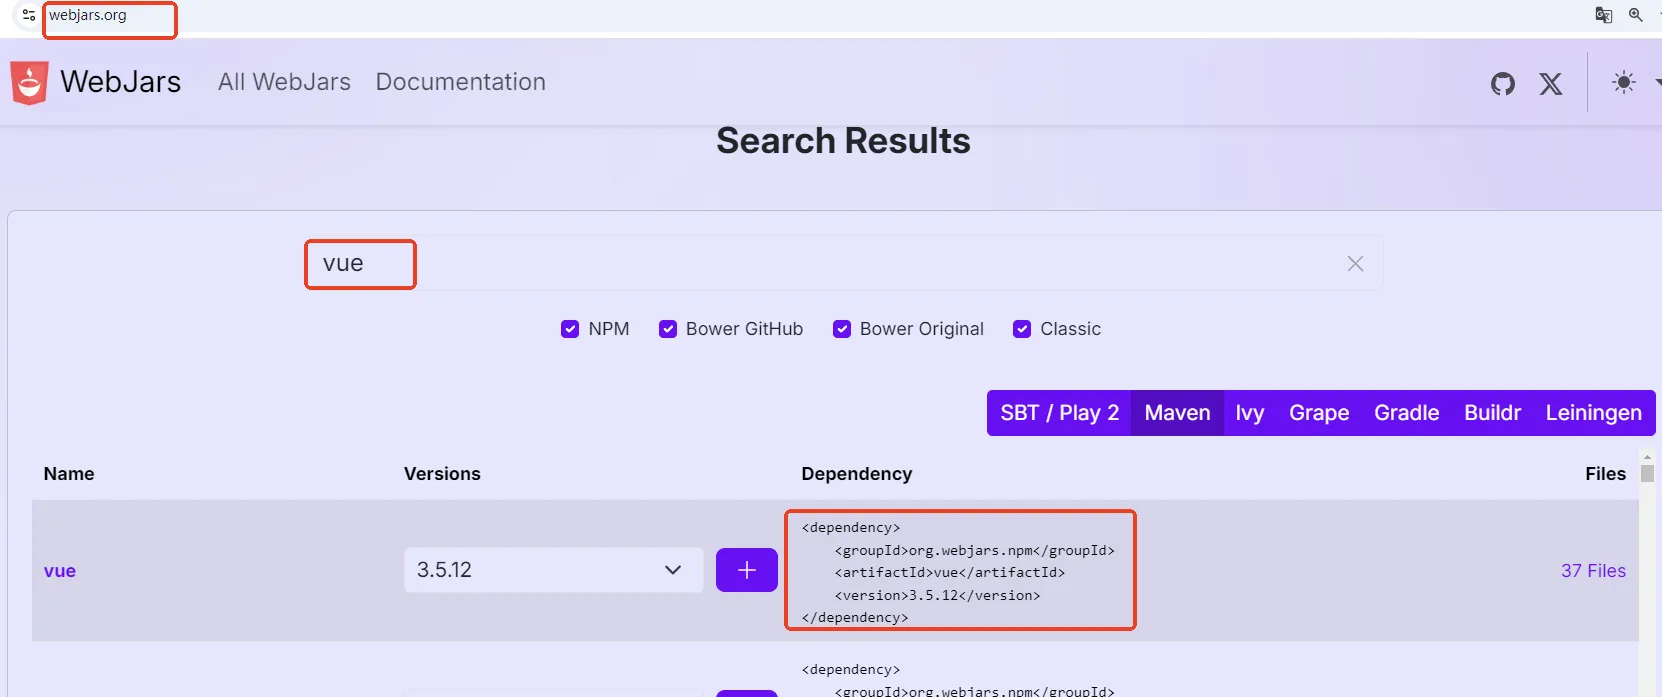 webjars.org
WebJars All WebJars Documentation
Search Results
vue
NPM Bower GitHub Bower Original Classic
SBT / Play 2 Maven Ivy Grape Gradle Buildr Leiningen
Name Versions Dependency Files
<dependency>
<groupId>org.webjars.npm</groupId>
vue 3.5.12 + <artifactId>vue</artifactId> 37 Files
<version>3.5.12</version>
</dependency>
<dependency>
<groupId>org.webjars.npm</groupId>